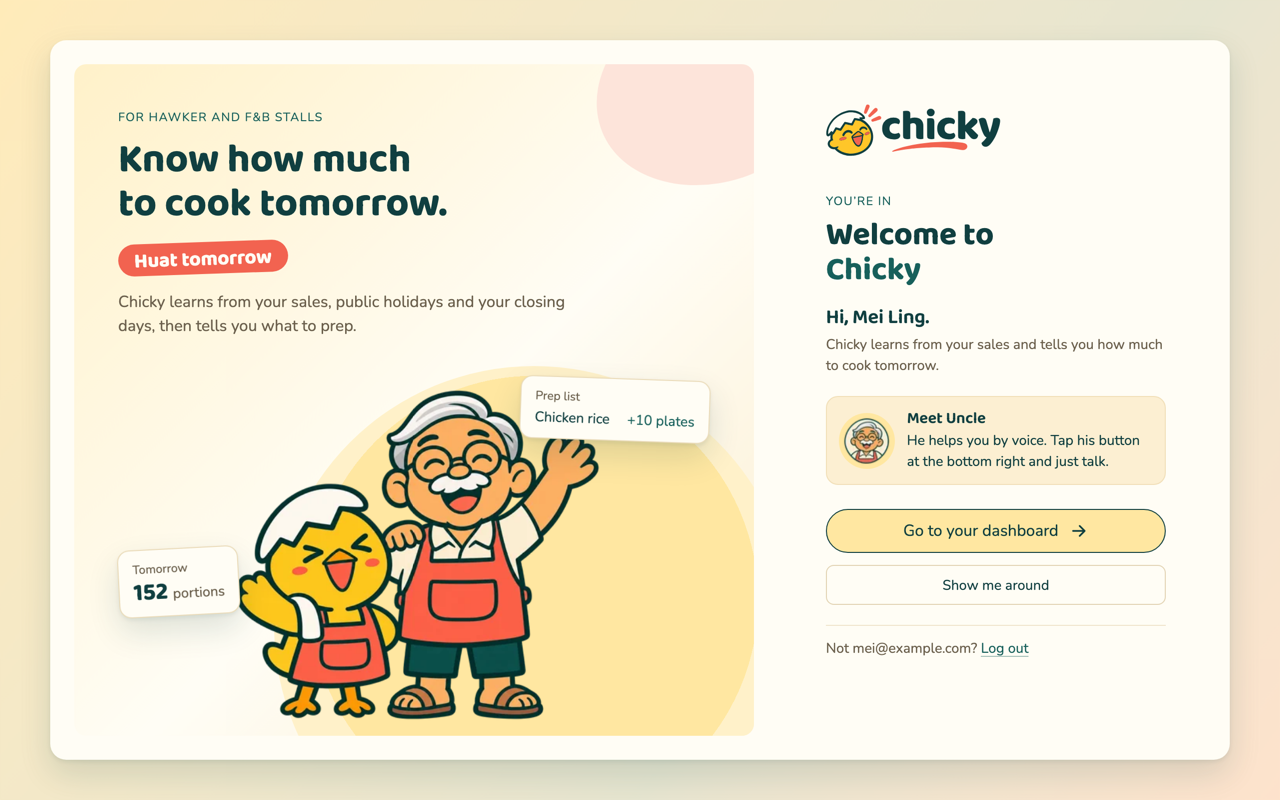 FOR HAWKER AND F&B STALLS
Know how much
to cook tomorrow.
Huat tomorrow
Chicky learns from your sales, public holidays and your closing
days, then tells you what to prep.
Prep list
Chicken rice +10 plates
Tomorrow
152 portions
chicky
YOU'RE IN
Welcome to
Chicky
Hi, Mei Ling.
Chicky learns from your sales and tells you how much
to cook tomorrow.
Meet Uncle
He helps you by voice. Tap his button
at the bottom right and just talk.
Go to your dashboard →
Show me around
Not mei@example.com? Log out